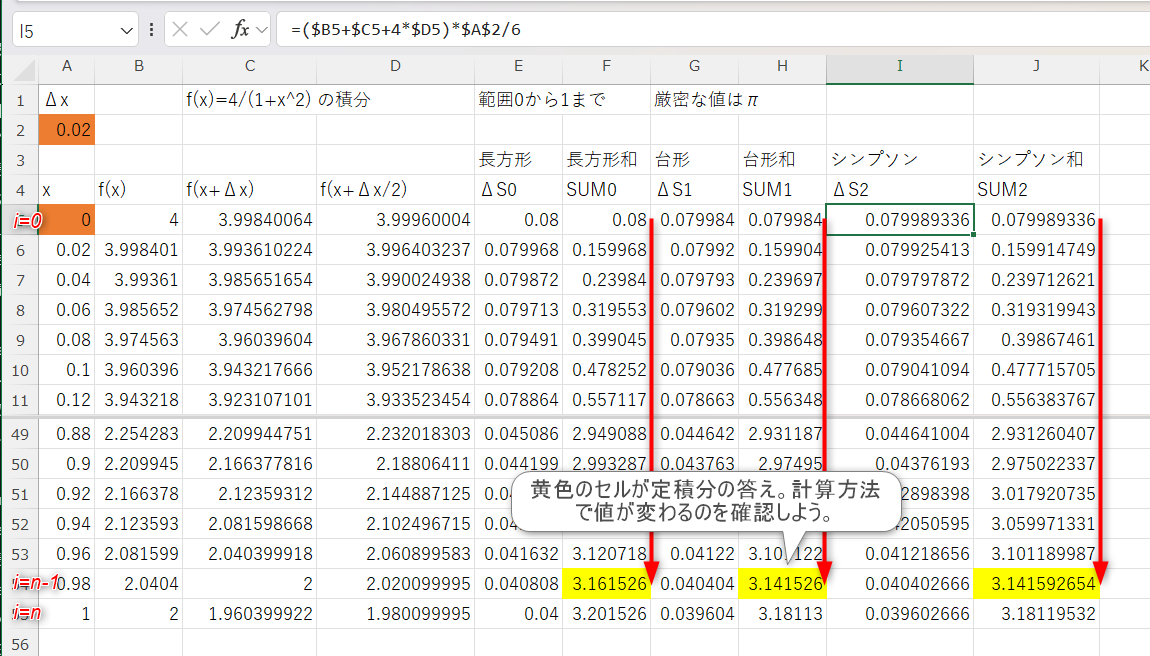 I5 fx =($B5+$C5+4*$D5)*$A$2/6
A B C D E F G H I J K
1 Δx f(x)=4/(1+x^2) の積分 範囲0から1まで 厳密な値はπ
2 0.02
3 長方形 長方形和 台形 台形和 シンプソン シンプソン和
4 x f(x) f(x+Δx) f(x+Δx/2) ΔS0 SUM0 ΔS1 SUM1 ΔS2 SUM2
i=0 0 4 3.99840064 3.99960004 0.08 0.08 0.079984 0.079984 0.079989336 0.079989336
6 0.02 3.998401 3.993610224 3.996403237 0.079968 0.159968 0.07992 0.159904 0.079925413 0.159914749
7 0.04 3.99361 3.985651654 3.990024938 0.079872 0.23984 0.079793 0.239697 0.079797872 0.239712621
8 0.06 3.985652 3.974562798 3.980495572 0.079713 0.319553 0.079602 0.319299 0.079607322 0.319319943
9 0.08 3.974563 3.96039604 3.967860331 0.079491 0.399045 0.07935 0.398648 0.079354667 0.39867461
10 0.1 3.960396 3.943217666 3.952178638 0.079208 0.478252 0.079036 0.477685 0.079041094 0.477715705
11 0.12 3.943218 3.923107101 3.933523454 0.078864 0.557117 0.078663 0.556348 0.078668062 0.556383767
49 0.88 2.254283 2.209944751 2.232018303 0.045086 2.949088 0.044642 2.931187 0.044641004 2.931260407
50 0.9 2.209945 2.166377816 2.18806411 0.044199 2.993287 0.043763 2.97495 0.04376193 2.975022337
黄色のセルが定積分の答え。計算方法
で値が変わるのを確認しよう。
51 0.92 2.166378 2.12359312 2.144887125 2898398 3.017920735
52 0.94 2.123593 2.081598668 2.102496715 2050595 3.059971331
53 0.96 2.081599 2.040399918 2.060899583 0.041632 3.120718 0.04122 0.041218656 3.101189987
i=n-1 0.98 2.0404 2 2.020099995 0.040808 3.161526 0.040404 3.141526 0.040402666 3.141592654
i=n 1 2 1.960399922 1.980099995 0.04 3.201526 0.039604 3.18113 0.039602666 3.18119532
56